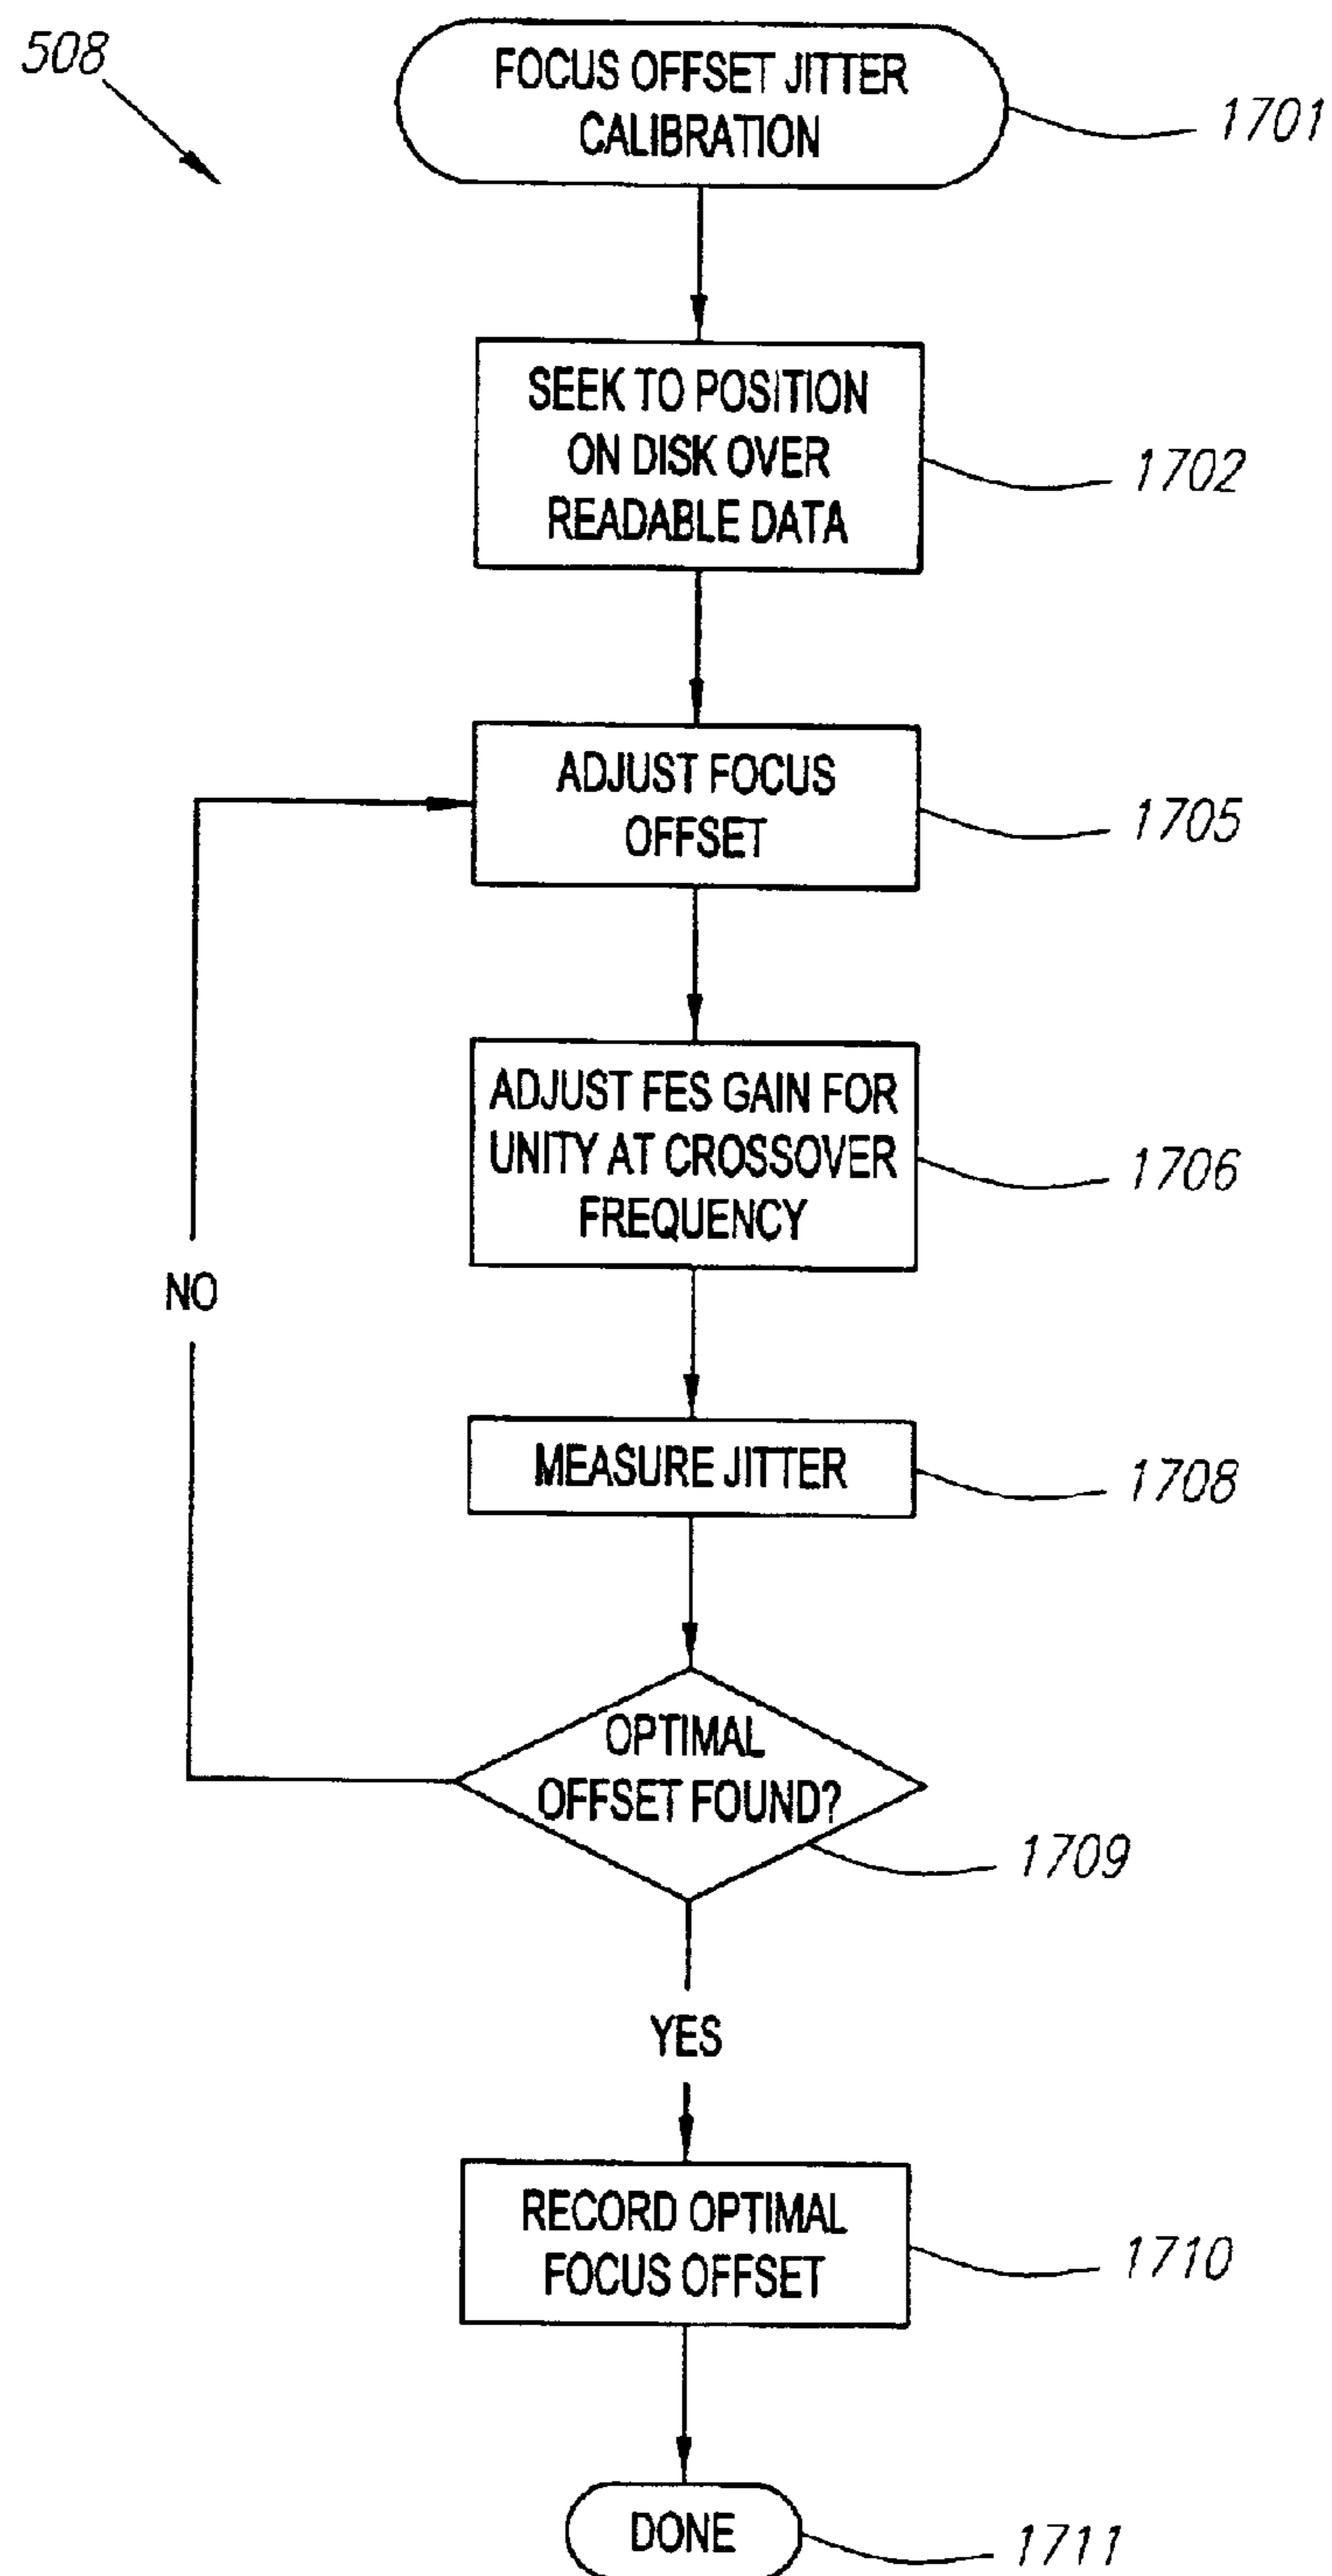 508
FOCUS OFFSET JITTER
CALIBRATION
1701
SEEK TO POSITION
ON DISK OVER
READABLE DATA
1702
ADJUST FOCUS
OFFSET
1705
ADJUST FES GAIN FOR
UNITY AT CROSSOVER
FREQUENCY
1706
NO
MEASURE JITTER
1708
OPTIMAL
OFFSET FOUND?
1709
YES
RECORD OPTIMAL
FOCUS OFFSET
1710
DONE
1711